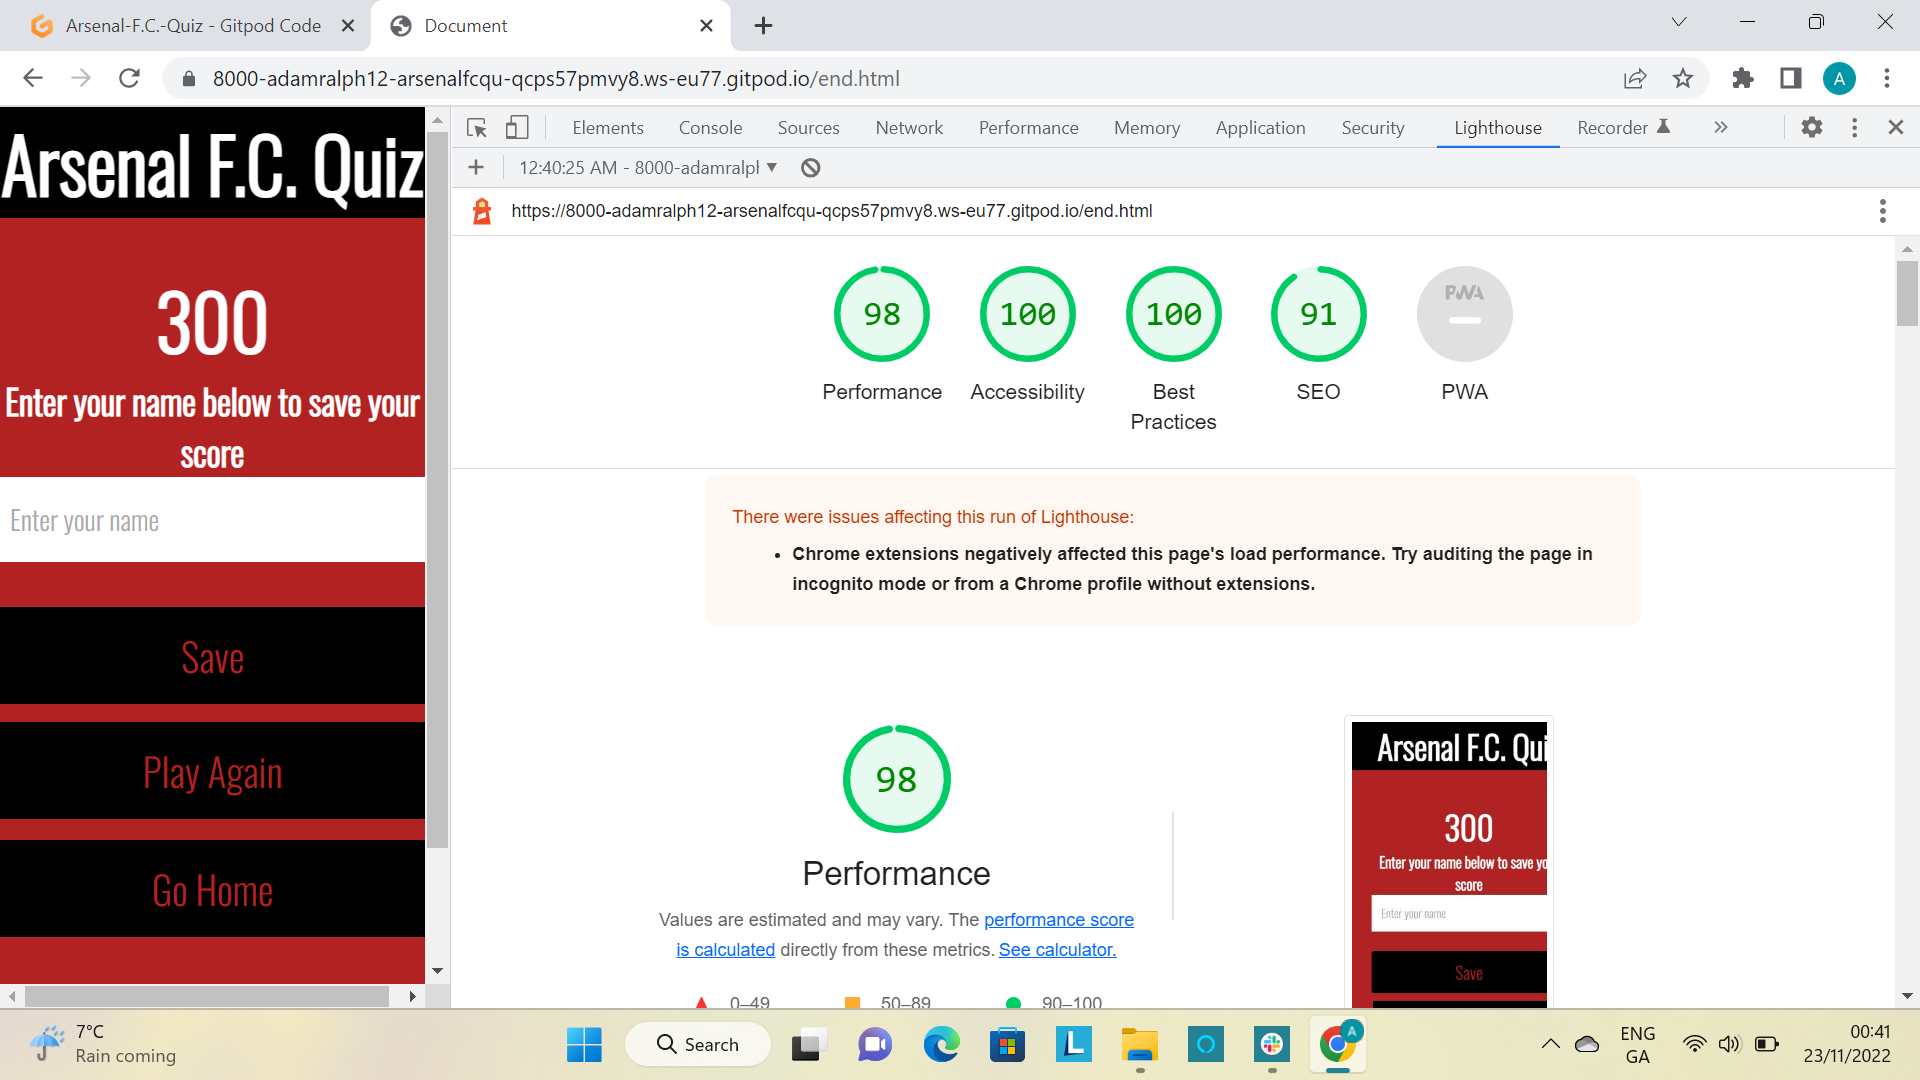 Arsenal-F.C.-Quiz - Gitpod Code
Document
8000-adamralph12-arsenalfcqu-qcps57pmvy8.ws-eu77.gitpod.io/end.html
A
Arsenal F.C. Quiz
300
Enter your name below to save your
score
Enter your name
Save
Play Again
Go Home
Elements Console Sources Network Performance Memory Application Security Lighthouse Recorder
12:40:25 AM - 8000-adamralpl
https://8000-adamralph12-arsenalfcqu-qcps57pmvy8.ws-eu77.gitpod.io/end.html
98 100 100 91 PWA
Performance Accessibility Best Practices SEO PWA
There were issues affecting this run of Lighthouse:
Chrome extensions negatively affected this page's load performance. Try auditing the page in
incognito mode or from a Chrome profile without extensions.
98
Performance
Values are estimated and may vary. The performance score
is calculated directly from these metrics. See calculator.
0–49 50–89 90–100
Arsenal F.C. Qui
300
Enter your name below to save yo
score
Enter your name
Save
7°C
Rain coming
Search
L
A
ENG
GA
00:41
23/11/2022